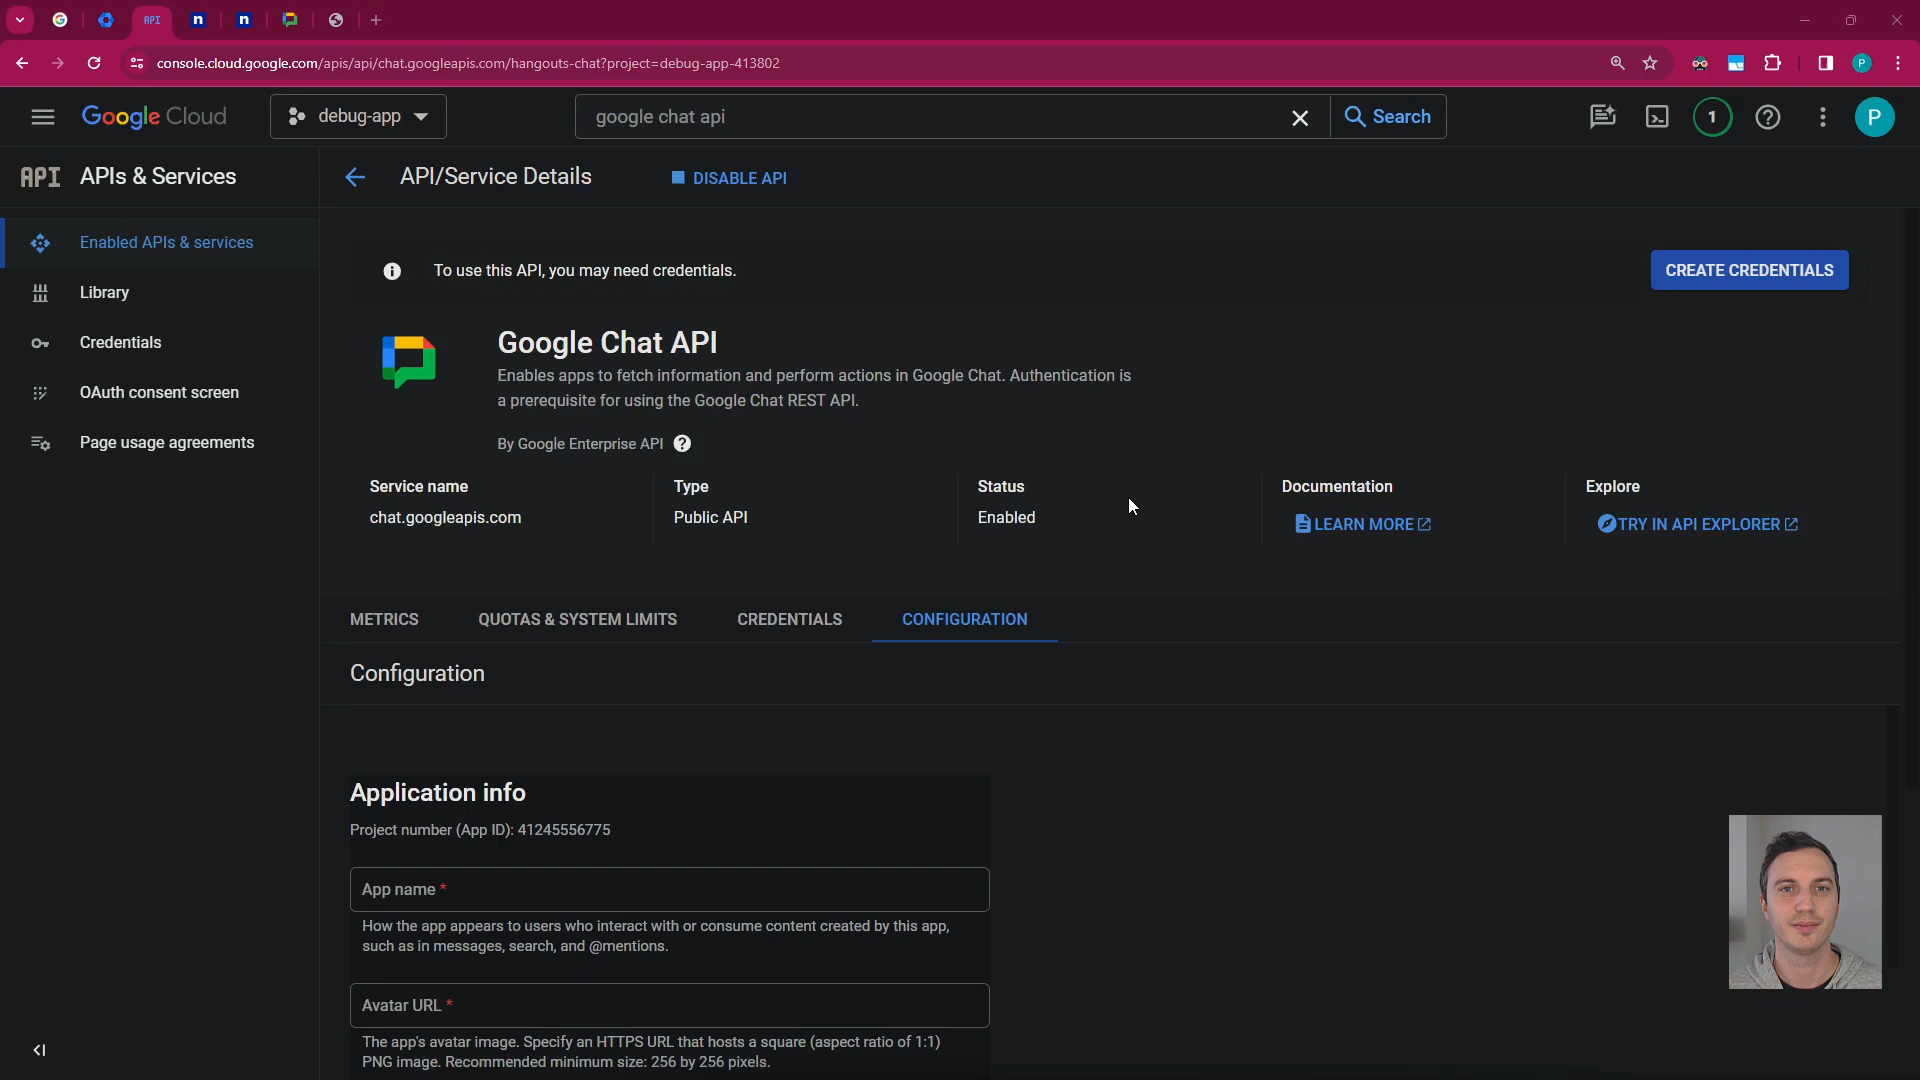 API
n
n
console.cloud.google.com/apis/api/chat.googleapis.com/hangouts-chat?project=debug-app-413802
P
Google Cloud
debug-app
google chat api
Search
1
P
API APIs & Services
API/Service Details
DISABLE API
Enabled APIs & services
Library
Credentials
OAuth consent screen
Page usage agreements
To use this API, you may need credentials.
CREATE CREDENTIALS
Google Chat API
Enables apps to fetch information and perform actions in Google Chat. Authentication is
a prerequisite for using the Google Chat REST API.
By Google Enterprise API
Service name
chat.googleapis.com
Type
Public API
Status
Enabled
Documentation
LEARN MORE
Explore
TRY IN API EXPLORER
METRICS
QUOTAS & SYSTEM LIMITS
CREDENTIALS
CONFIGURATION
Configuration
Application info
Project number (App ID): 41245556775
App name *
How the app appears to users who interact with or consume content created by this app,
such as in messages, search, and @mentions.
Avatar URL *
The app's avatar image. Specify an HTTPS URL that hosts a square (aspect ratio of 1:1)
PNG image. Recommended minimum size: 256 by 256 pixels.